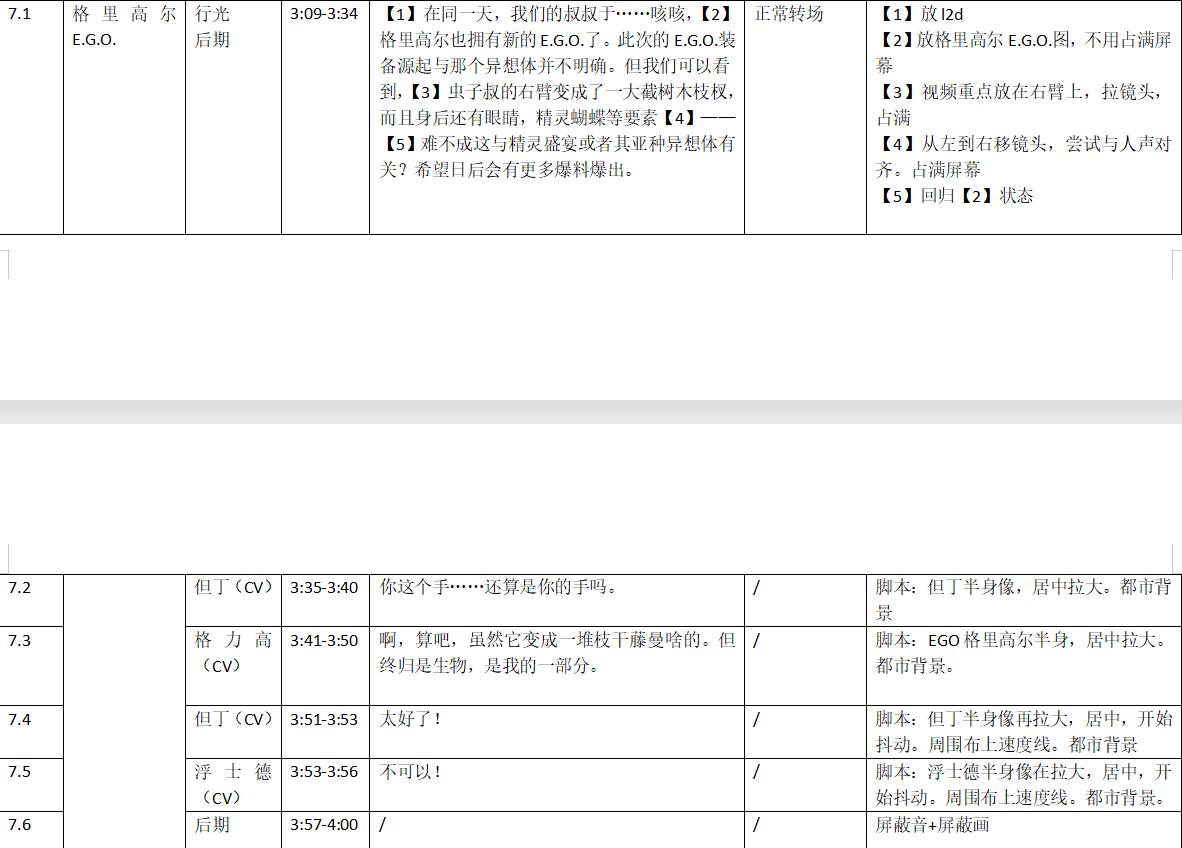 7.1
格里高尔
E.G.O.
行光
后期
3:09-3:34
【1】在同一天，我们的叔叔于……咳咳，【2】
格里高尔也拥有新的 E.G.O.了。此次的 E.G.O.装
备源起与那个异想体并不明确。但我们可以看
到，【3】虫子叔的右臂变成了一大截树木枝杈，
而且身后还有眼睛，精灵蝴蝶等要素【4】——
【5】难不成这与精灵盛宴或者其亚种异想体有
关？希望日后会有更多爆料爆出。
正常转场
【1】放 l2d
【2】放格里高尔 E.G.O.图，不用占满屏
幕
【3】视频重点放在右臂上，拉镜头，
占满
【4】从左到右移镜头，尝试与人声对
齐。占满屏幕
【5】回归【2】状态
7.2
但丁（CV）
3:35-3:40
你这个手……还算是你的手吗。
/
脚本：但丁半身像，居中拉大。都市背
景
7.3
格力高
（CV）
3:41-3:50
啊，算吧，虽然它变成一堆枝干藤曼啥的。但
终归是生物，是我的一部分。
/
脚本：EGO 格里高尔半身，居中拉大。
都市背景。
7.4
但丁（CV）
3:51-3:53
太好了！
/
脚本：但丁半身像再拉大，居中，开始
抖动。周围布上速度线。都市背景
7.5
浮士德
（CV）
3:53-3:56
不可以！
/
脚本：浮士德半身像在拉大，居中，开
始抖动。周围布上速度线。都市背景。
7.6
后期
3:57-4:00
/
/
屏蔽音+屏蔽画